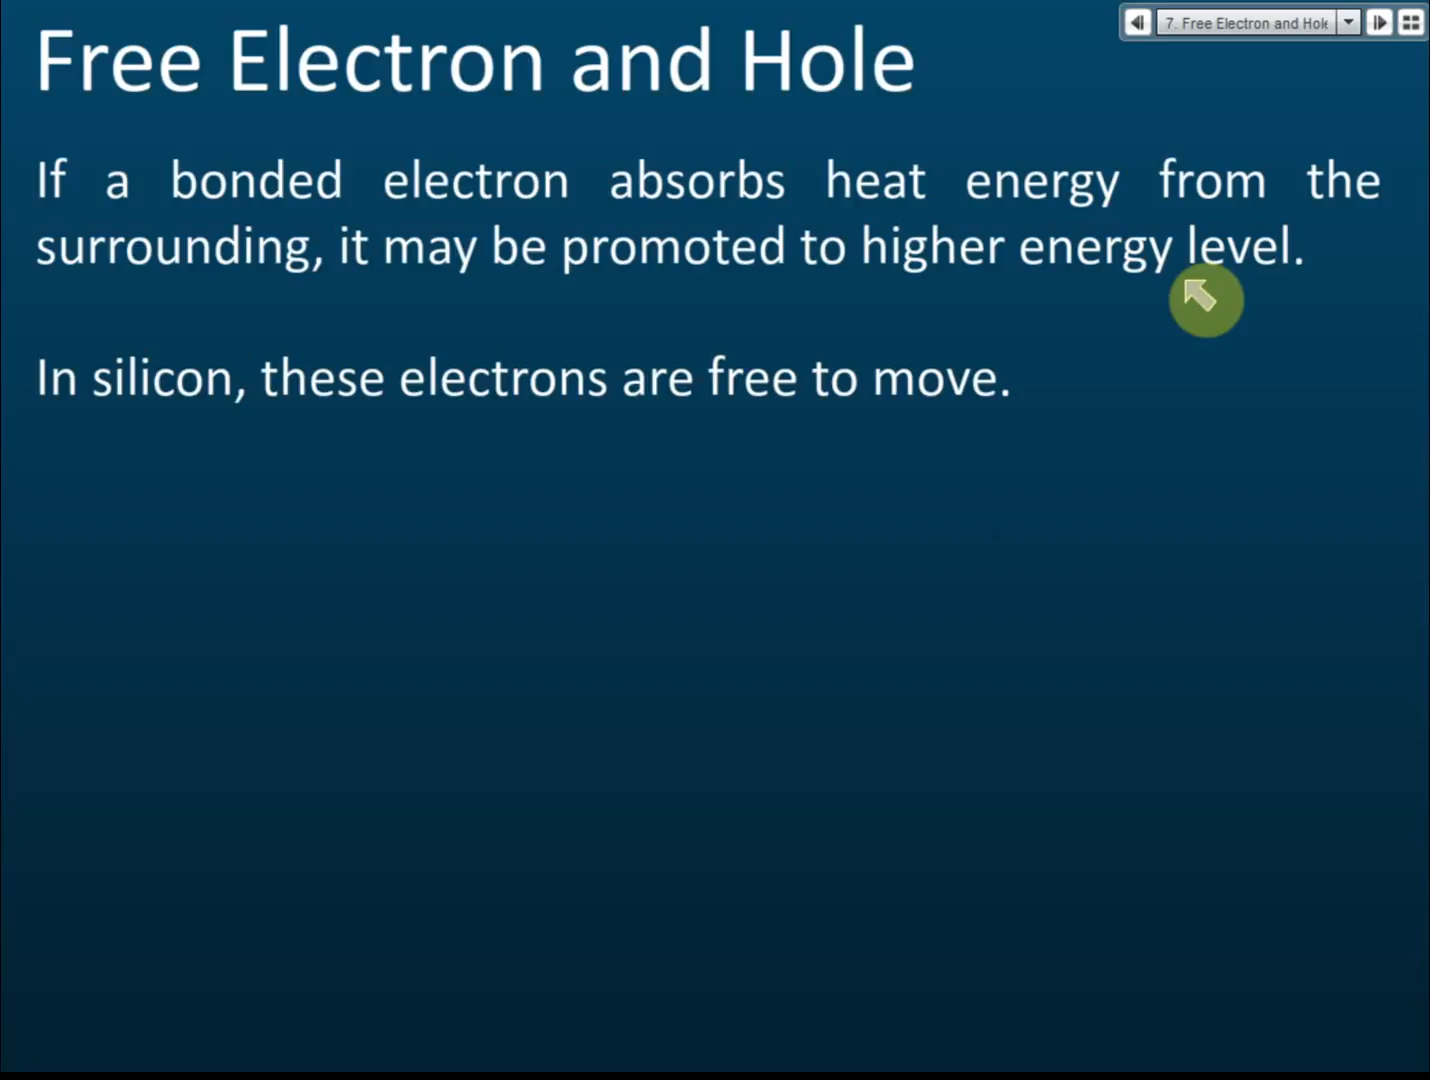 Free Electron and Hole
7. Free Electron and Hole
If a bonded electron absorbs heat energy from the
surrounding, it may be promoted to higher energy level.
In silicon, these electrons are free to move.